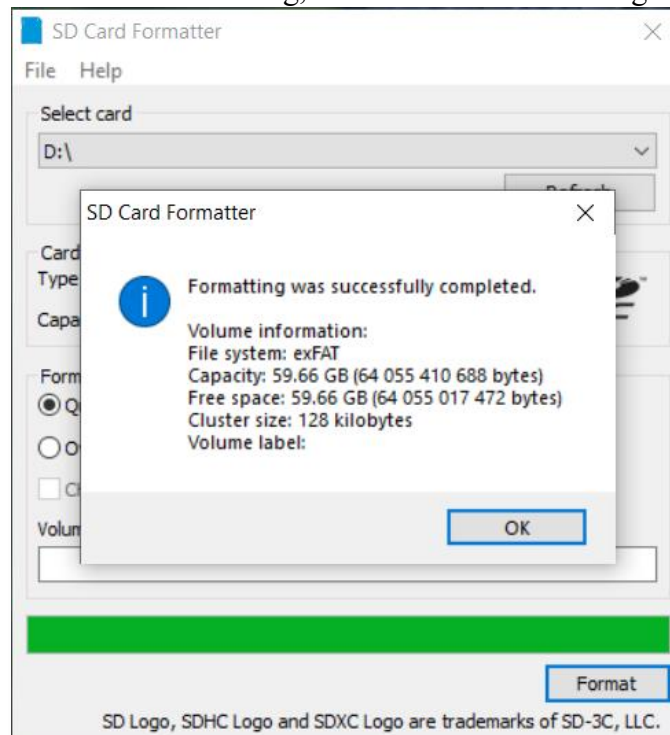 SD Card Formatter
File Help
Select card
D:\
SD Card Formatter
Card
Type
Formatting was successfully completed.
Volume information:
File system: exFAT
Capacity: 59.66 GB (64 055 410 688 bytes)
Free space: 59.66 GB (64 055 017 472 bytes)
Cluster size: 128 kilobytes
Volume label:
OK
Format
SD Logo, SDHC Logo and SDXC Logo are trademarks of SD-3C, LLC.